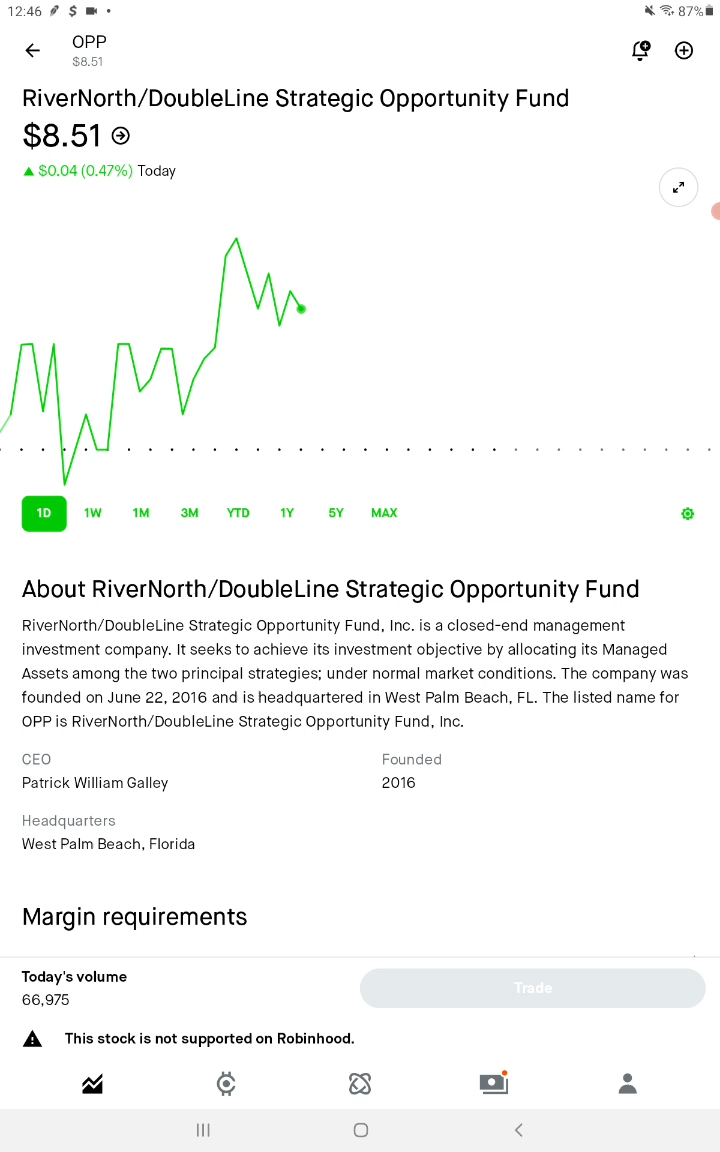 12:46
87%
OPP
$8.51
RiverNorth/DoubleLine Strategic Opportunity Fund
$8.51
$0.04 (0.47%) Today
1D 1W 1M 3M YTD 1Y 5Y MAX
About RiverNorth/DoubleLine Strategic Opportunity Fund
RiverNorth/DoubleLine Strategic Opportunity Fund, Inc. is a closed-end management
investment company. It seeks to achieve its investment objective by allocating its Managed
Assets among the two principal strategies; under normal market conditions. The company was
founded on June 22, 2016 and is headquartered in West Palm Beach, FL. The listed name for
OPP is RiverNorth/DoubleLine Strategic Opportunity Fund, Inc.
CEO
Patrick William Galley
Founded
2016
Headquarters
West Palm Beach, Florida
Margin requirements
Today's volume
66,975
Trade
This stock is not supported on Robinhood.